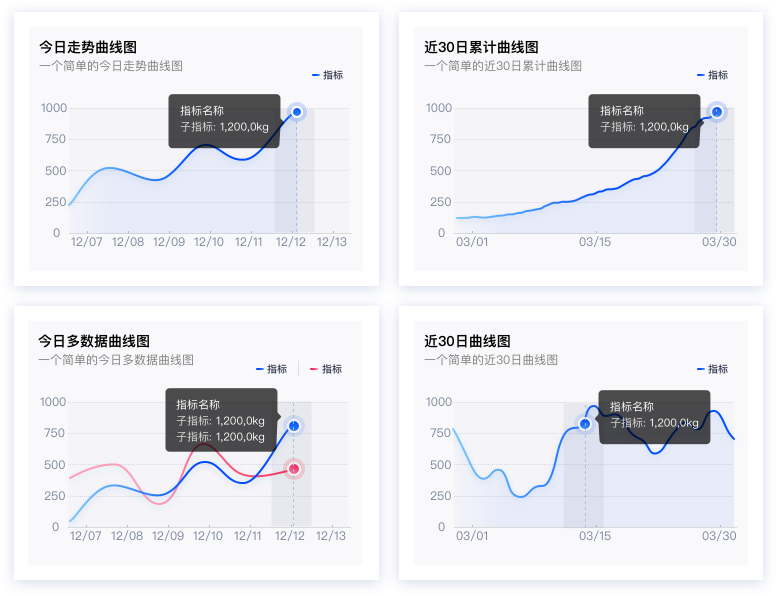 今日走势曲线图
一个简单的今日走势曲线图
指标
1000
750
500
250
0
指标名称
子指标: 1,200,0kg
12/07 12/08 12/09 12/10 12/11 12/12 12/13
近30日累计曲线图
一个简单的近30日累计曲线图
指标
1000
750
500
250
0
指标名称
子指标: 1,200,0kg
03/01 03/15 03/30
今日多数据曲线图
一个简单的今日多数据曲线图
指标 指标
1000
750
500
250
0
指标名称
子指标: 1,200,0kg
子指标: 1,200,0kg
12/07 12/08 12/09 12/10 12/11 12/12 12/13
近30日曲线图
一个简单的近30日曲线图
指标
1000
750
500
250
0
指标名称
子指标: 1,200,0kg
03/01 03/15 03/30